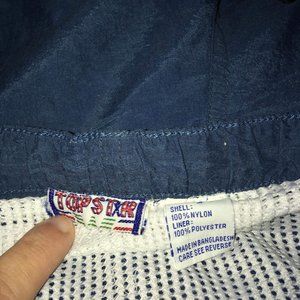 TOPSTAR
SHELL:
100% NYLON
LINER:
100% POLYESTER
MADE IN BANGLADESH
CARE SEE REVERSE